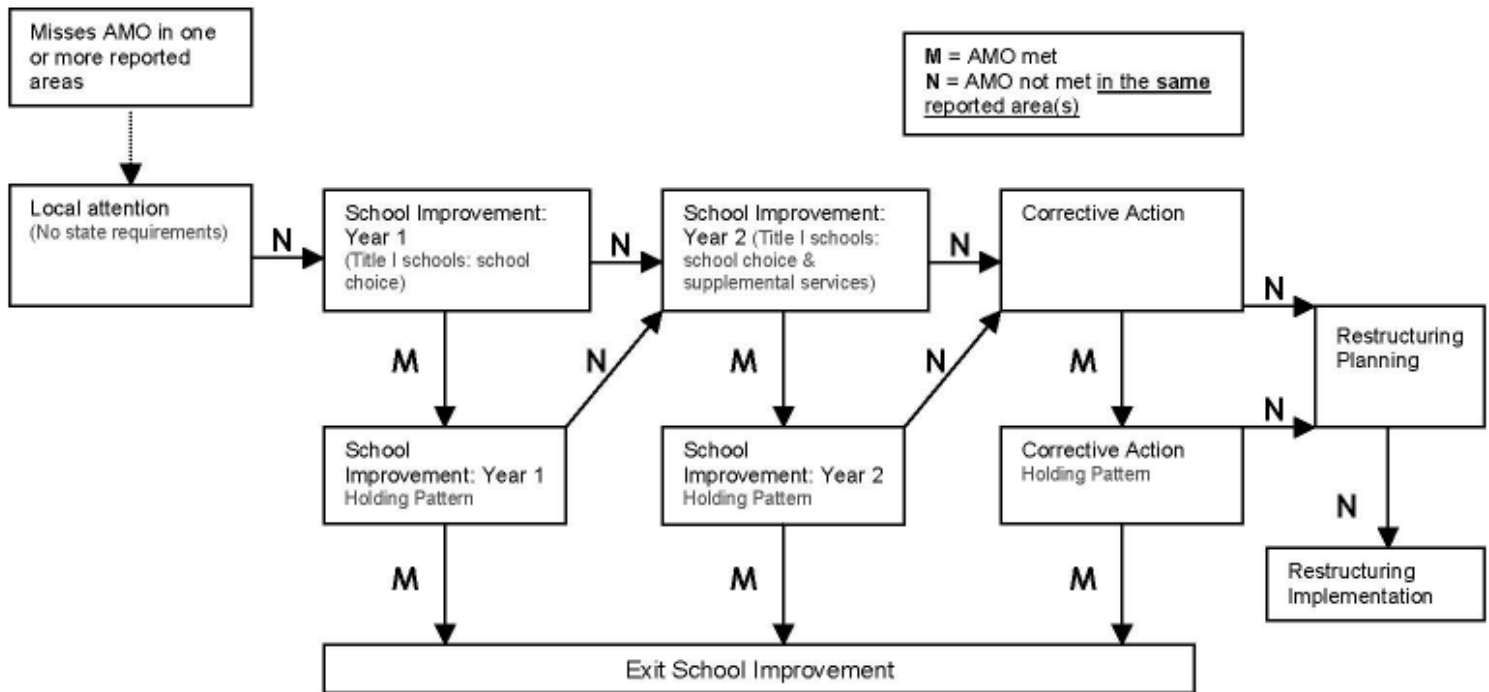 Misses AMO in one
or more reported
areas
M = AMO met
N = AMO not met in the same
reported area(s)
Local attention
(No state requirements)
N
School Improvement:
Year 1
(Title I schools: school
choice)
N
School Improvement:
Year 2 (Title I schools:
school choice &
supplemental services)
N
Corrective Action
N
Restructuring
Planning
M
N
M
N
M
N
School
Improvement: Year 1
Holding Pattern
School
Improvement: Year 2
Holding Pattern
Corrective Action
Holding Pattern
N
Restructuring
Implementation
M
M
M
Exit School Improvement